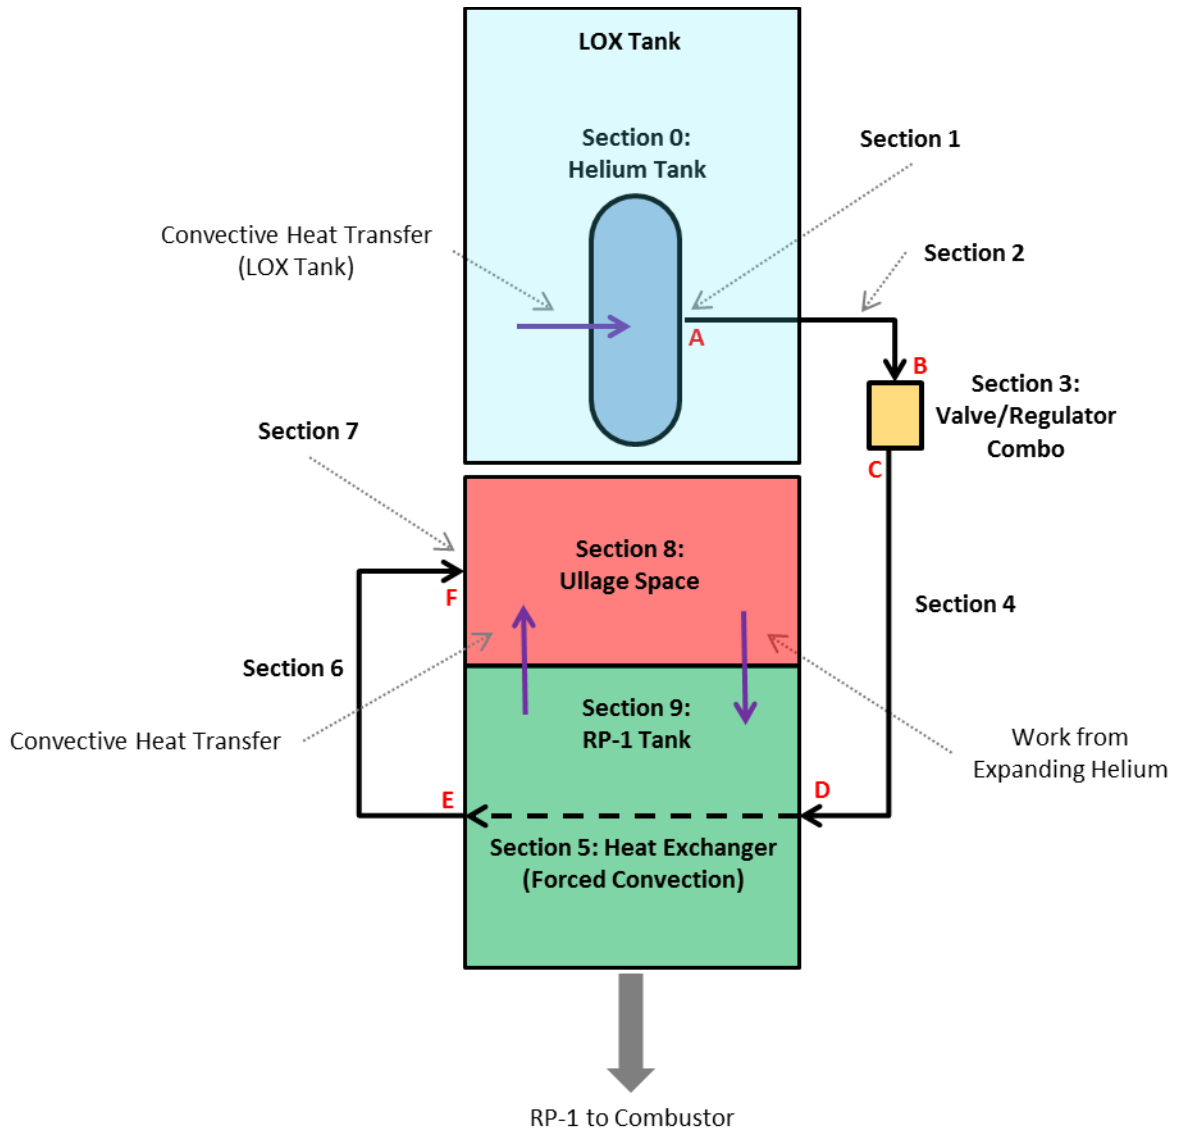 LOX Tank
Section 0:
Helium Tank
Section 1
Convective Heat Transfer
(LOX Tank)
Section 2
A
B
Section 3:
Valve/Regulator
Combo
C
Section 7
Section 8:
Ullage Space
F
Section 4
Section 6
Section 9:
RP-1 Tank
Convective Heat Transfer
Work from
Expanding Helium
E
D
Section 5: Heat Exchanger
(Forced Convection)
RP-1 to Combustor